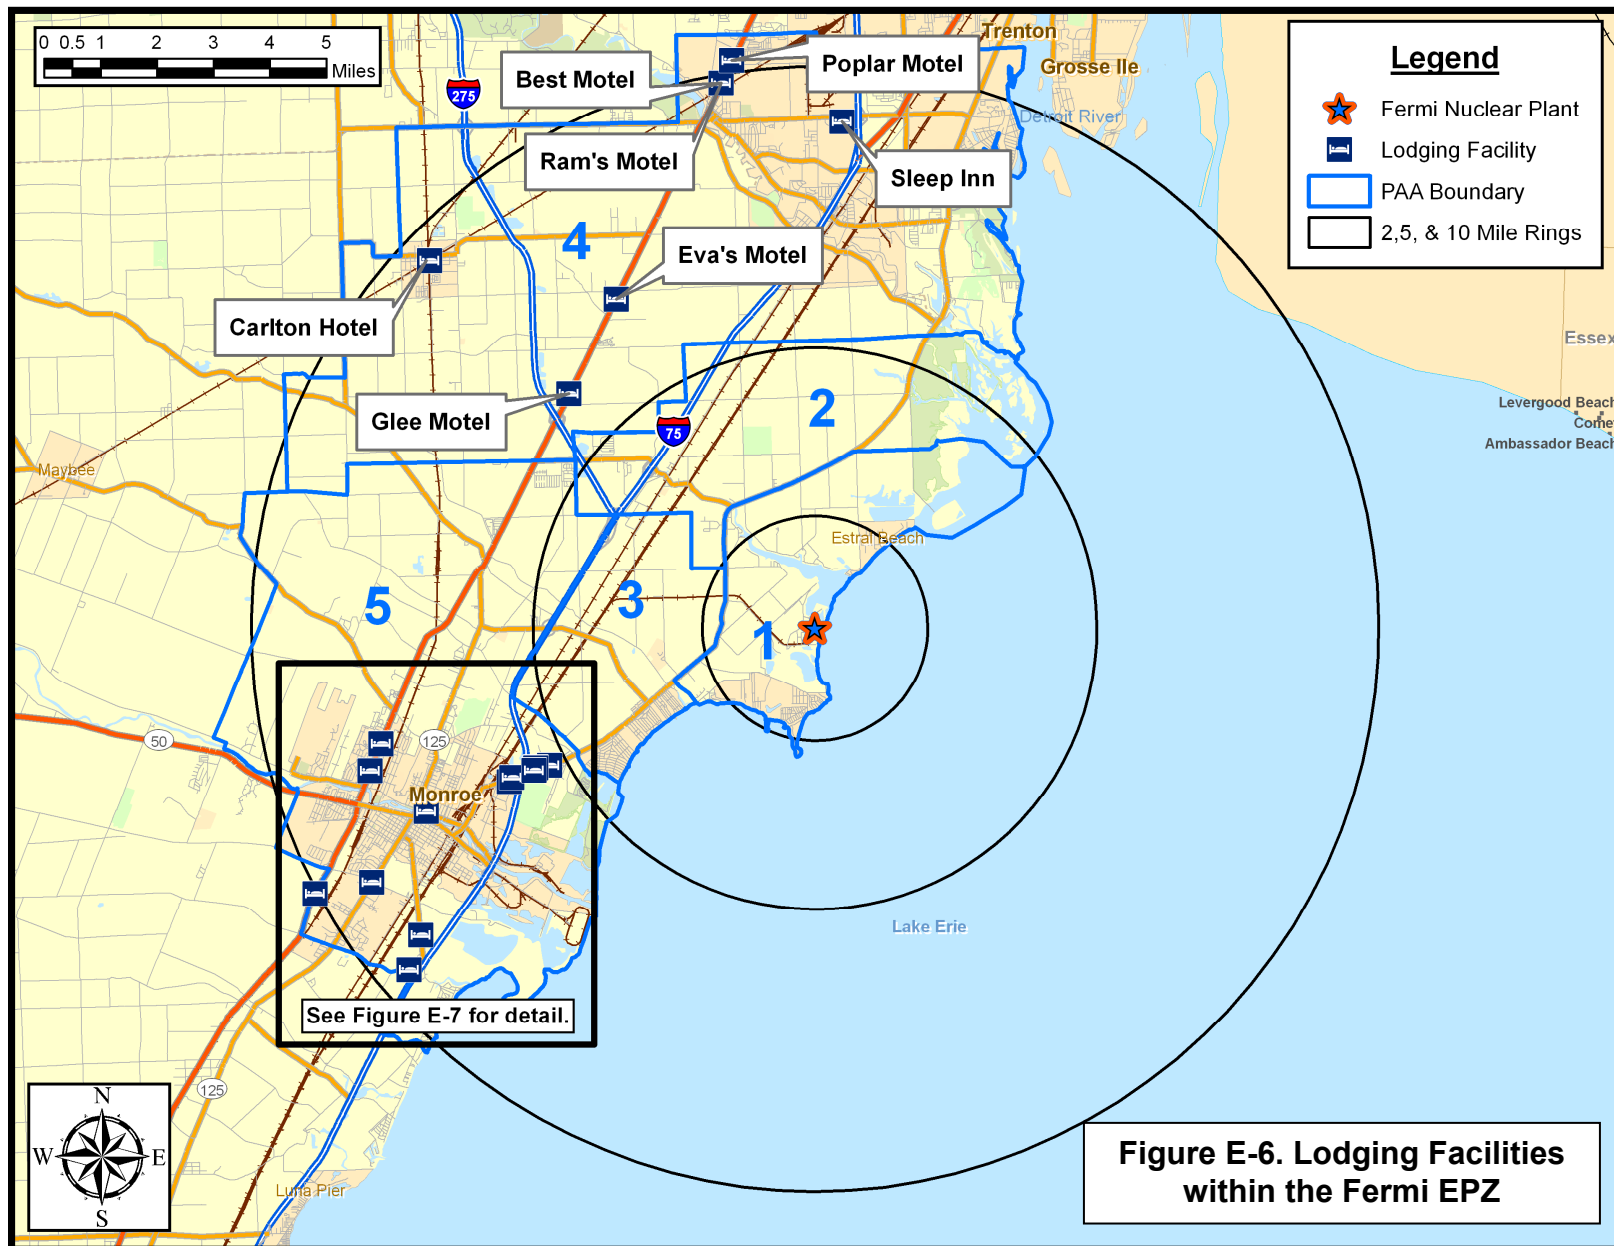 0 0.5 1 2 3 4 5
Miles
275
Best Motel
Poplar Motel
Trenton
Grosse Ile
Detroit River
Ram's Motel
Sleep Inn
Legend
Fermi Nuclear Plant
Lodging Facility
PAA Boundary
2,5, & 10 Mile Rings
4
Eva's Motel
Carlton Hotel
Essex
Glee Motel
2
75
Levergood Beach
Comet
Ambassador Beach
Maybee
Estral Beach
5
3
1
50
125
Monroe
Lake Erie
See Figure E-7 for detail.
125
N
W E
S
Luna Pier
Figure E-6. Lodging Facilities
within the Fermi EPZ